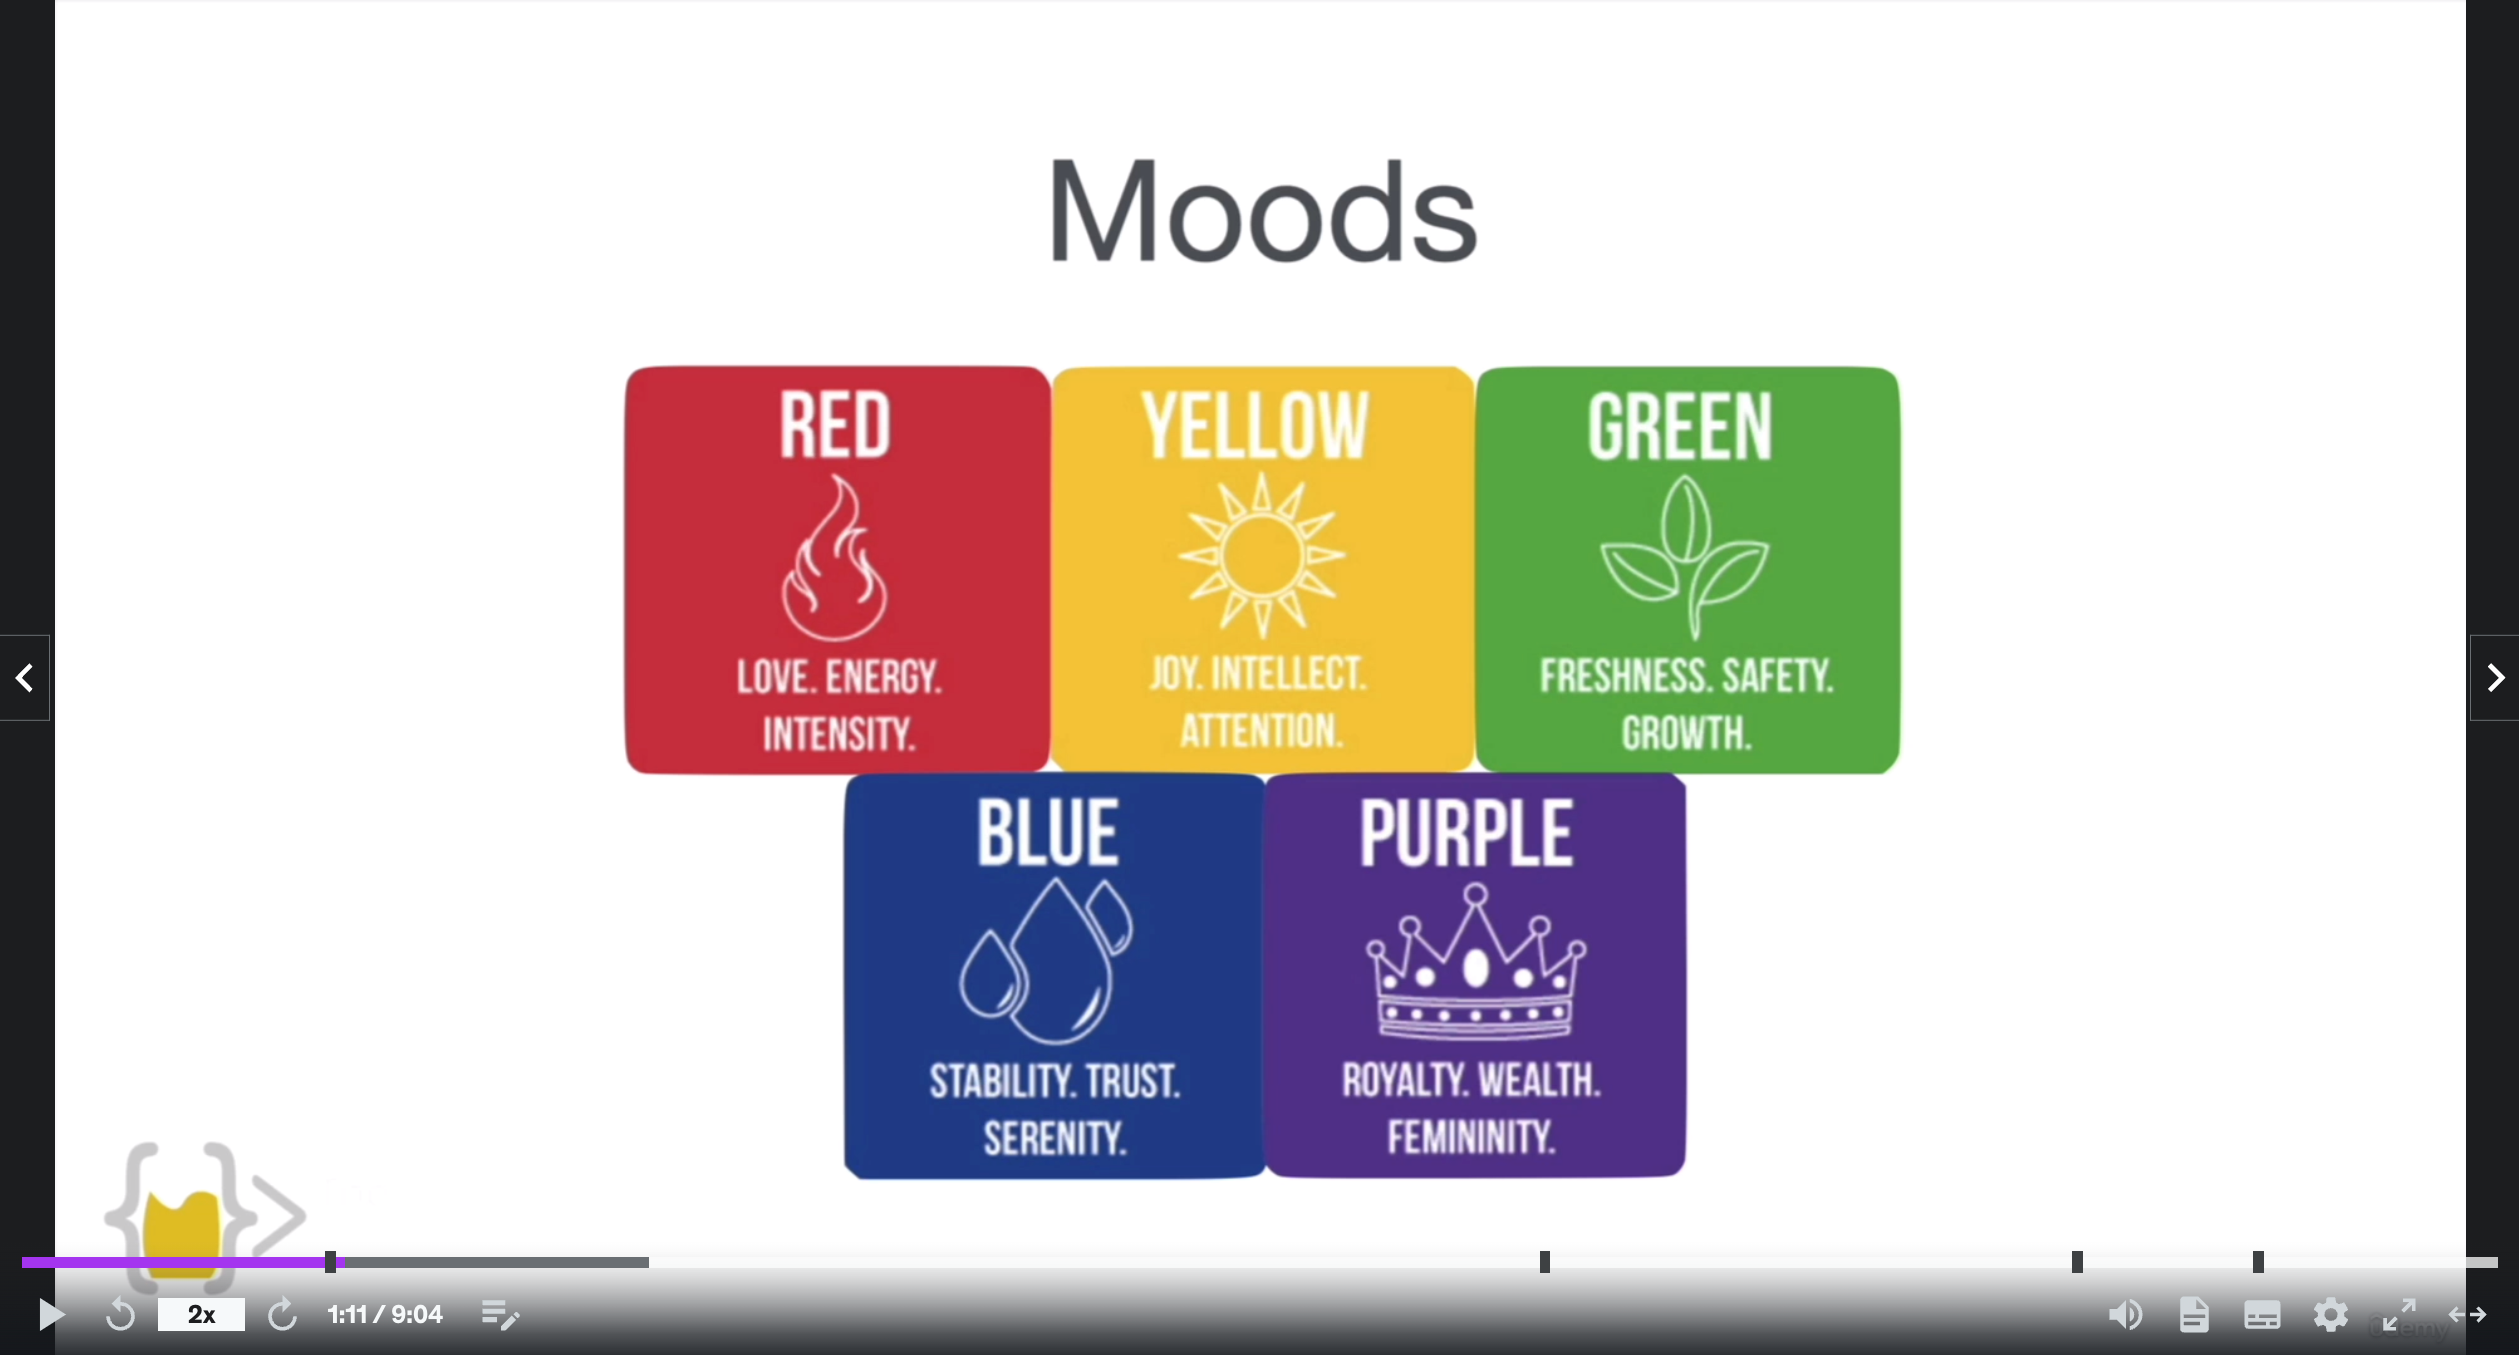 Moods
RED
LOVE. ENERGY.
INTENSITY.
YELLOW
JOY. INTELLECT.
ATTENTION.
GREEN
FRESHNESS. SAFETY.
GROWTH.
BLUE
STABILITY. TRUST.
SERENITY.
PURPLE
ROYALTY. WEALTH.
FEMININITY.
2x
1:11 / 9:04
Udemy